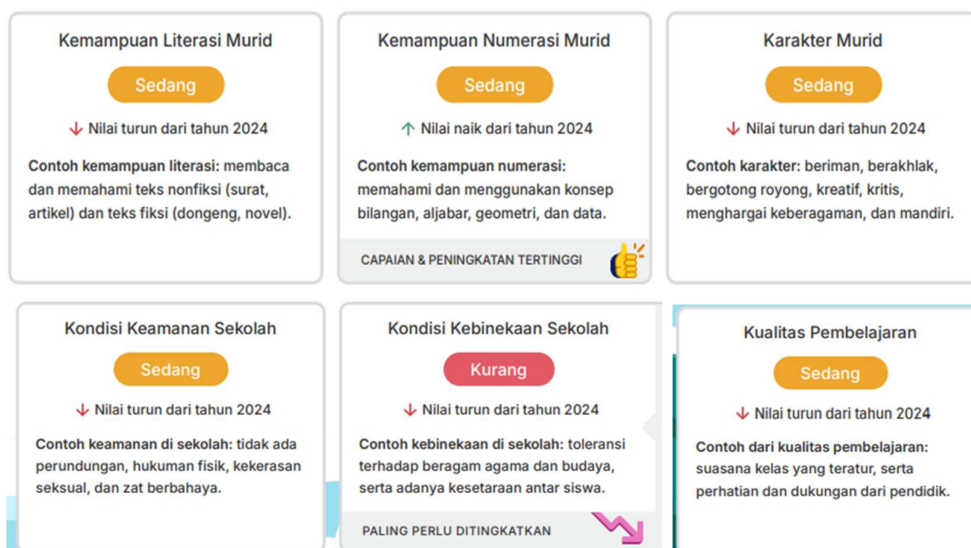 Kemampuan Literasi Murid
Sedang
↓ Nilai turun dari tahun 2024
Contoh kemampuan literasi: membaca
dan memahami teks nonfiksi (surat,
artikel) dan teks fiksi (dongeng, novel).
Kemampuan Numerasi Murid
Sedang
↑ Nilai naik dari tahun 2024
Contoh kemampuan numerasi:
memahami dan menggunakan konsep
bilangan, aljabar, geometri, dan data.
CAPAIAN & PENINGKATAN TERTINGGI
Karakter Murid
Sedang
↓ Nilai turun dari tahun 2024
Contoh karakter: beriman, berakhlak,
bergotong royong, kreatif, kritis,
menghargai keberagaman, dan mandiri.
Kondisi Keamanan Sekolah
Sedang
↓ Nilai turun dari tahun 2024
Contoh keamanan di sekolah: tidak ada
perundungan, hukuman fisik, kekerasan
seksual, dan zat berbahaya.
Kondisi Kebinekaan Sekolah
Kurang
↓ Nilai turun dari tahun 2024
Contoh kebinekaan di sekolah: toleransi
terhadap beragam agama dan budaya,
serta adanya kesetaraan antar siswa.
PALING PERLU DITINGKATKAN
Kualitas Pembelajaran
Sedang
↓ Nilai turun dari tahun 2024
Contoh dari kualitas pembelajaran:
suasana kelas yang teratur, serta
perhatian dan dukungan dari pendidik.